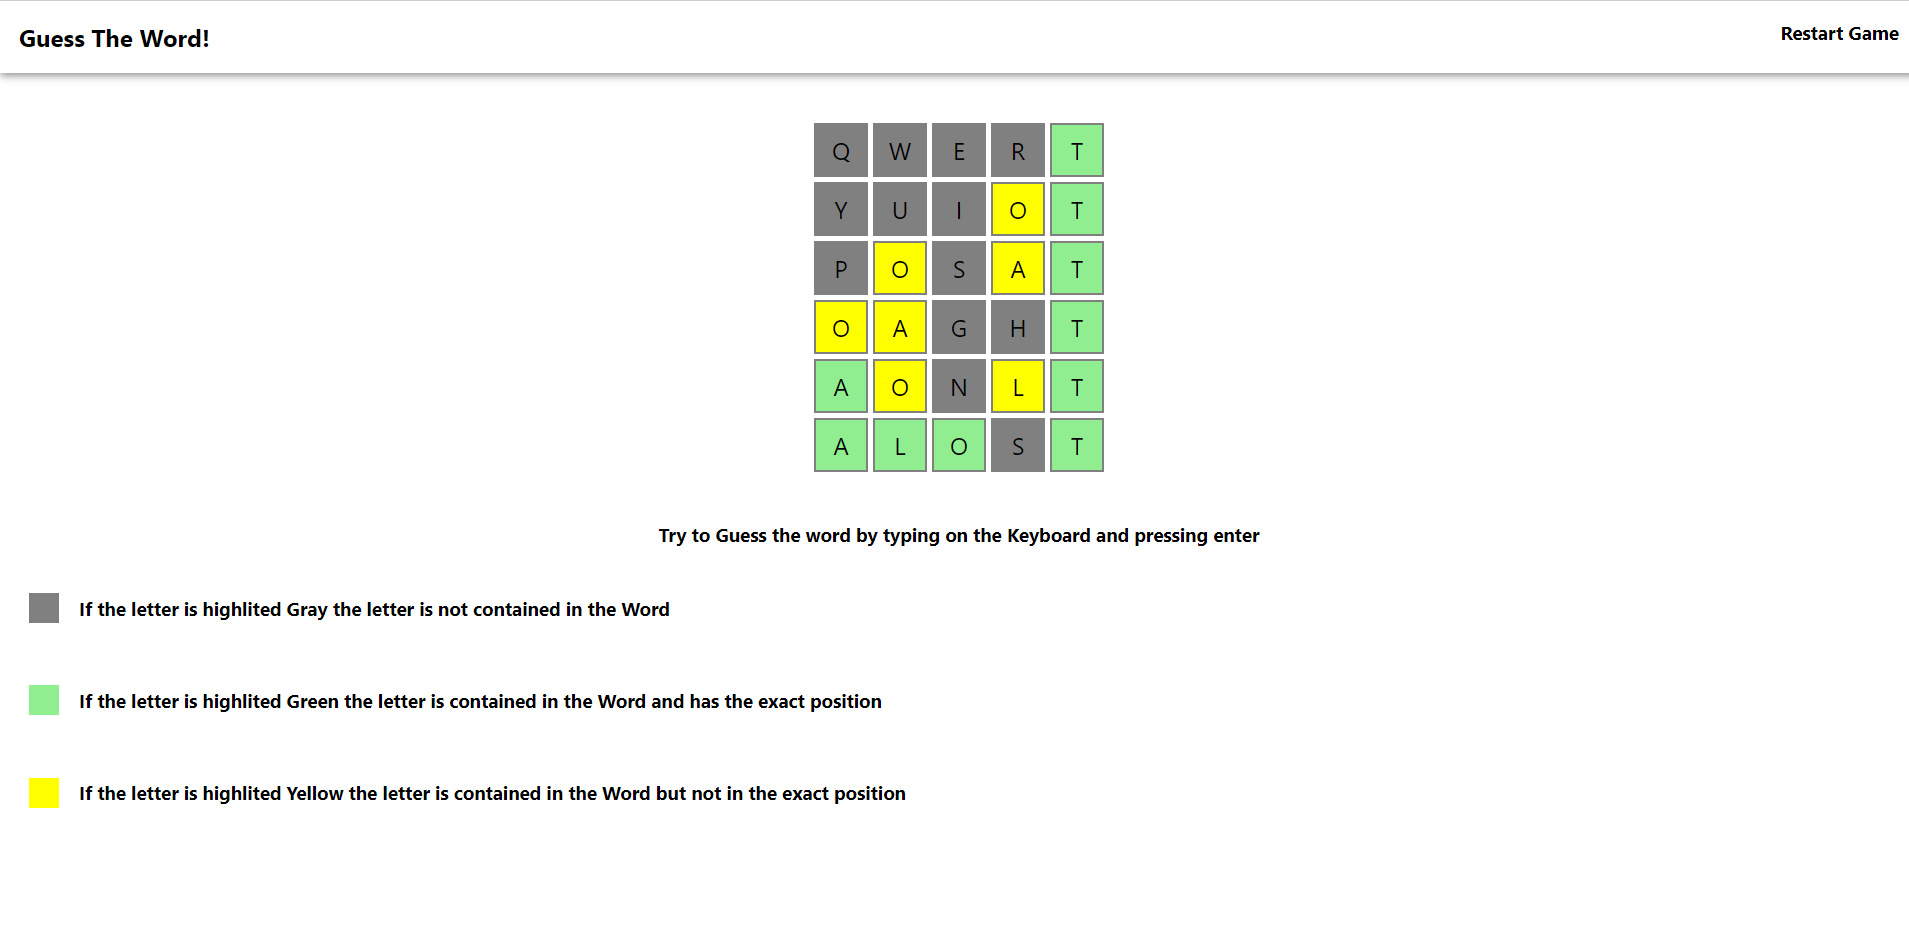 Guess The Word!
Restart Game
Q W E R T
Y U I O T
P O S A T
O A G H T
A O N L T
A L O S T
Try to Guess the word by typing on the Keyboard and pressing enter
If the letter is highlited Gray the letter is not contained in the Word
If the letter is highlited Green the letter is contained in the Word and has the exact position
If the letter is highlited Yellow the letter is contained in the Word but not in the exact position